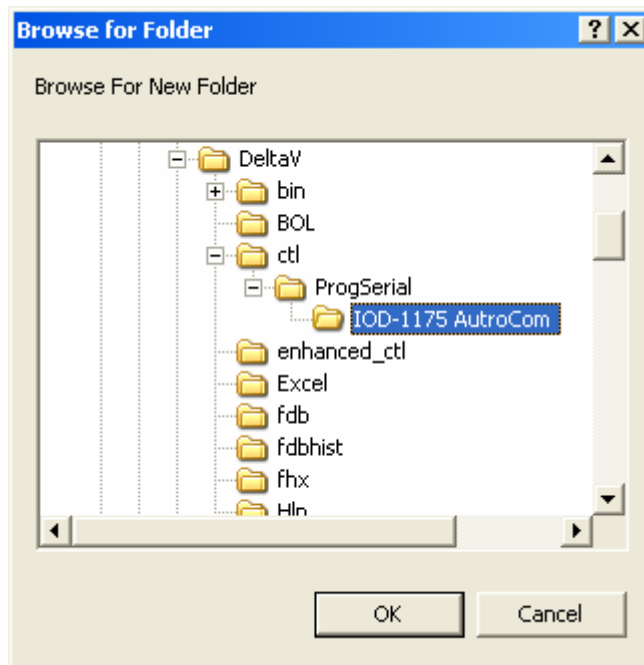 Browse for Folder
Browse For New Folder
DeltaV
bin
BOL
ctl
ProgSerial
IOD-1175 AutroCom
enhanced_ctl
Excel
fdb
fdbhist
fhx
Hlp
OK Cancel